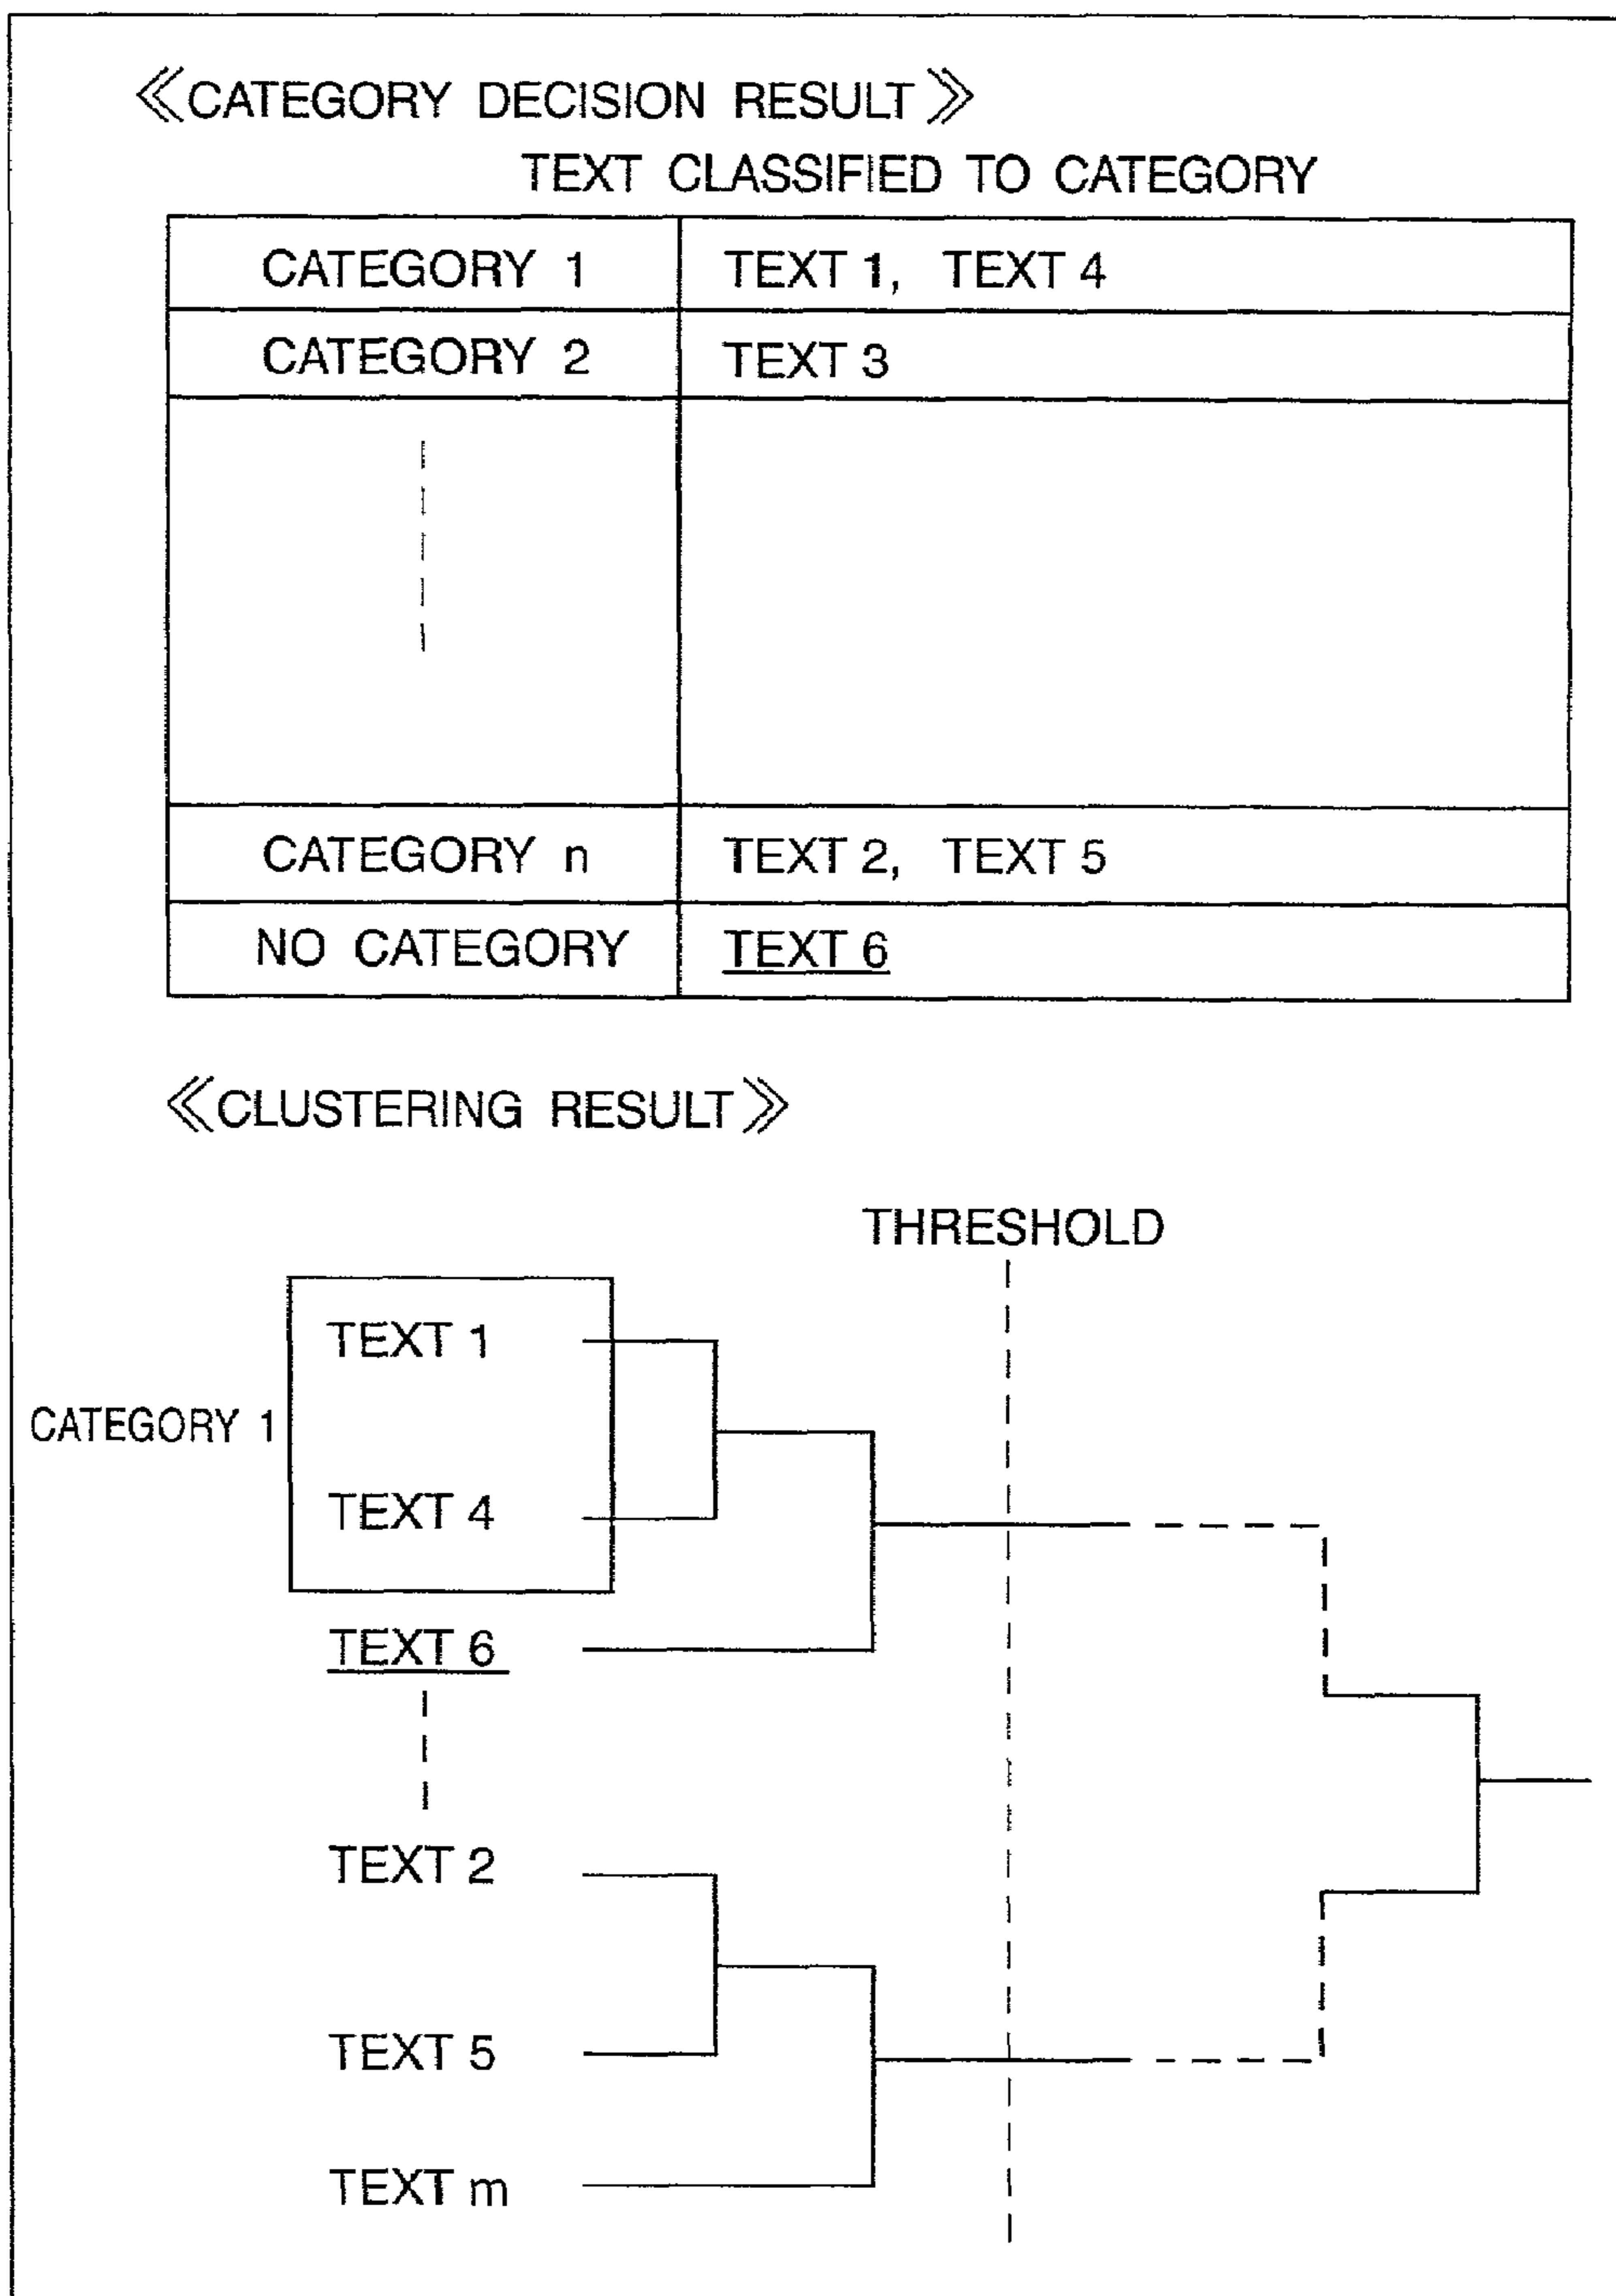 ≪CATEGORY DECISION RESULT≫
TEXT CLASSIFIED TO CATEGORY
CATEGORY 1 TEXT 1, TEXT 4
CATEGORY 2 TEXT 3
CATEGORY n TEXT 2, TEXT 5
NO CATEGORY TEXT 6
≪CLUSTERING RESULT≫
THRESHOLD
TEXT 1
CATEGORY 1
TEXT 4
TEXT 6
TEXT 2
TEXT 5
TEXT m